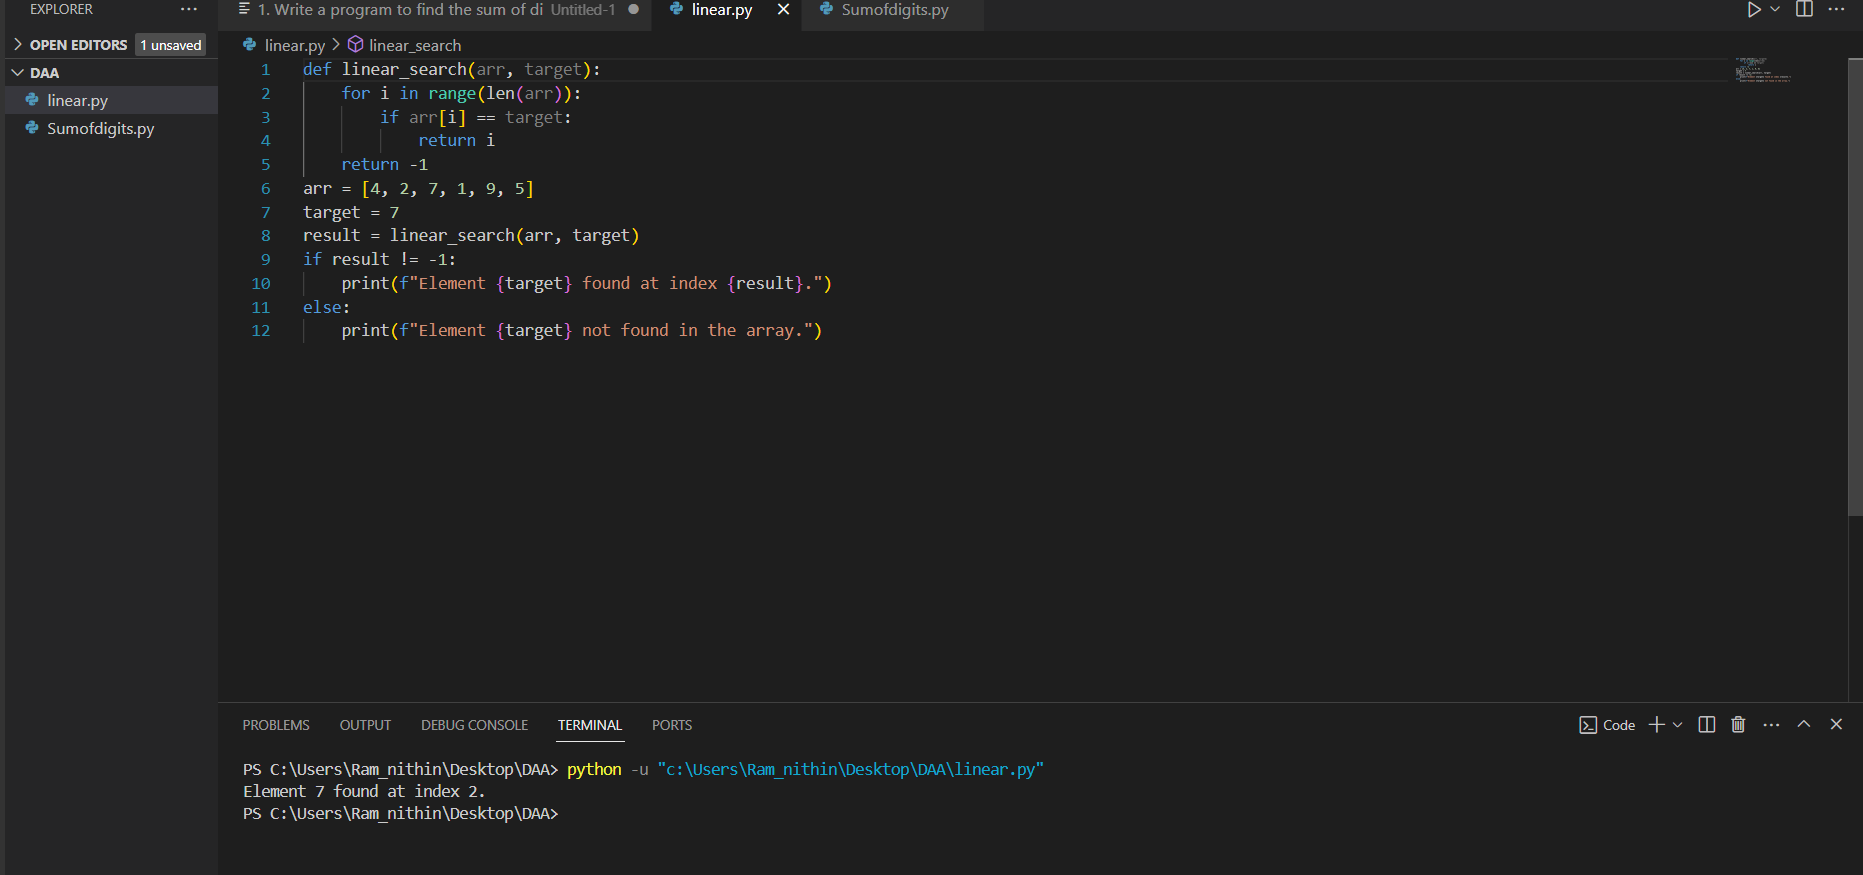 EXPLORER
OPEN EDITORS 1 unsaved
DAA
linear.py
Sumofdigits.py
1. Write a program to find the sum of di Untitled-1
linear.py
Sumofdigits.py
linear.py > linear_search
1 def linear_search(arr, target):
2     for i in range(len(arr)):
3         if arr[i] == target:
4             return i
5     return -1
6 arr = [4, 2, 7, 1, 9, 5]
7 target = 7
8 result = linear_search(arr, target)
9 if result != -1:
10     print(f"Element {target} found at index {result}.")
11 else:
12     print(f"Element {target} not found in the array.")
PROBLEMS OUTPUT DEBUG CONSOLE TERMINAL PORTS
Code
PS C:\Users\Ram_nithin\Desktop\DAA> python -u "c:\Users\Ram_nithin\Desktop\DAA\linear.py"
Element 7 found at index 2.
PS C:\Users\Ram_nithin\Desktop\DAA>